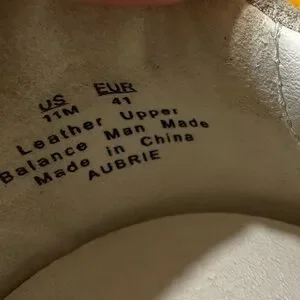 US EUR
11M 41
Leather Upper
Balance Man Made
Made in China
AUBRIE